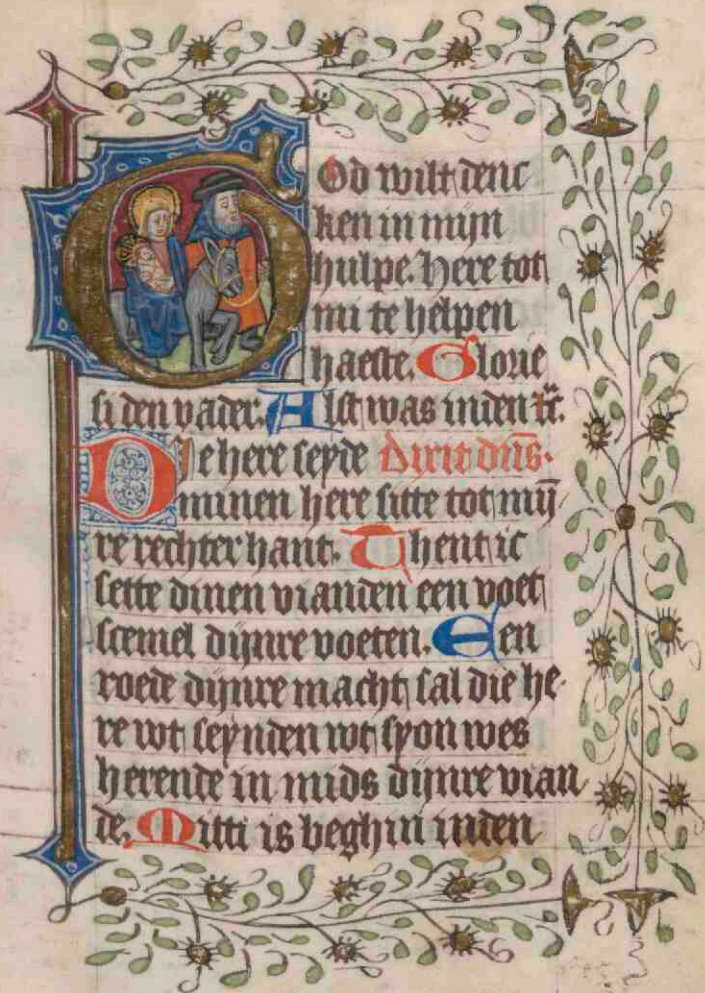 God wilt denc
ken in mijn
hulpe. here tot
mi te helpen
haeste. Glorie
si den vader. Alst was inden
Die here seyde Dixit dn̄s.
minen here sitte tot mij̄
re rechter hant. Thent ic
sette dinen vianden een voet
scemel dijnre voeten. Een
roede dijnre macht sal die he
re wt seynden wt syon wes
herende in mids dijnre vian
de. Mitti is beghin inden